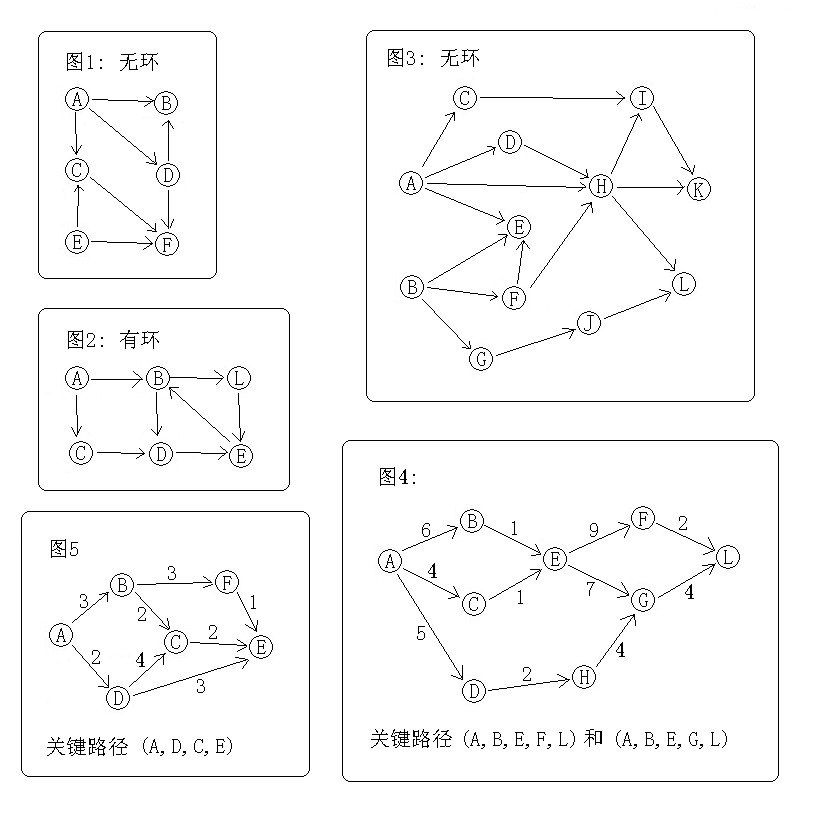 图1: 无环
A B
C D
E F
图2: 有环
A B L
C D E
图3: 无环
C I
D
A H K
E
B F L
J
G
图4:
6 B 1 9 F 2
A 4 E L
C 1 7 G 4
5
D 2 H 4
关键路径 (A,B,E,F,L) 和 (A,B,E,G,L)
图5
3 B 3 F
2 1
A C 2 E
2 4
D 3
关键路径 (A,D,C,E)